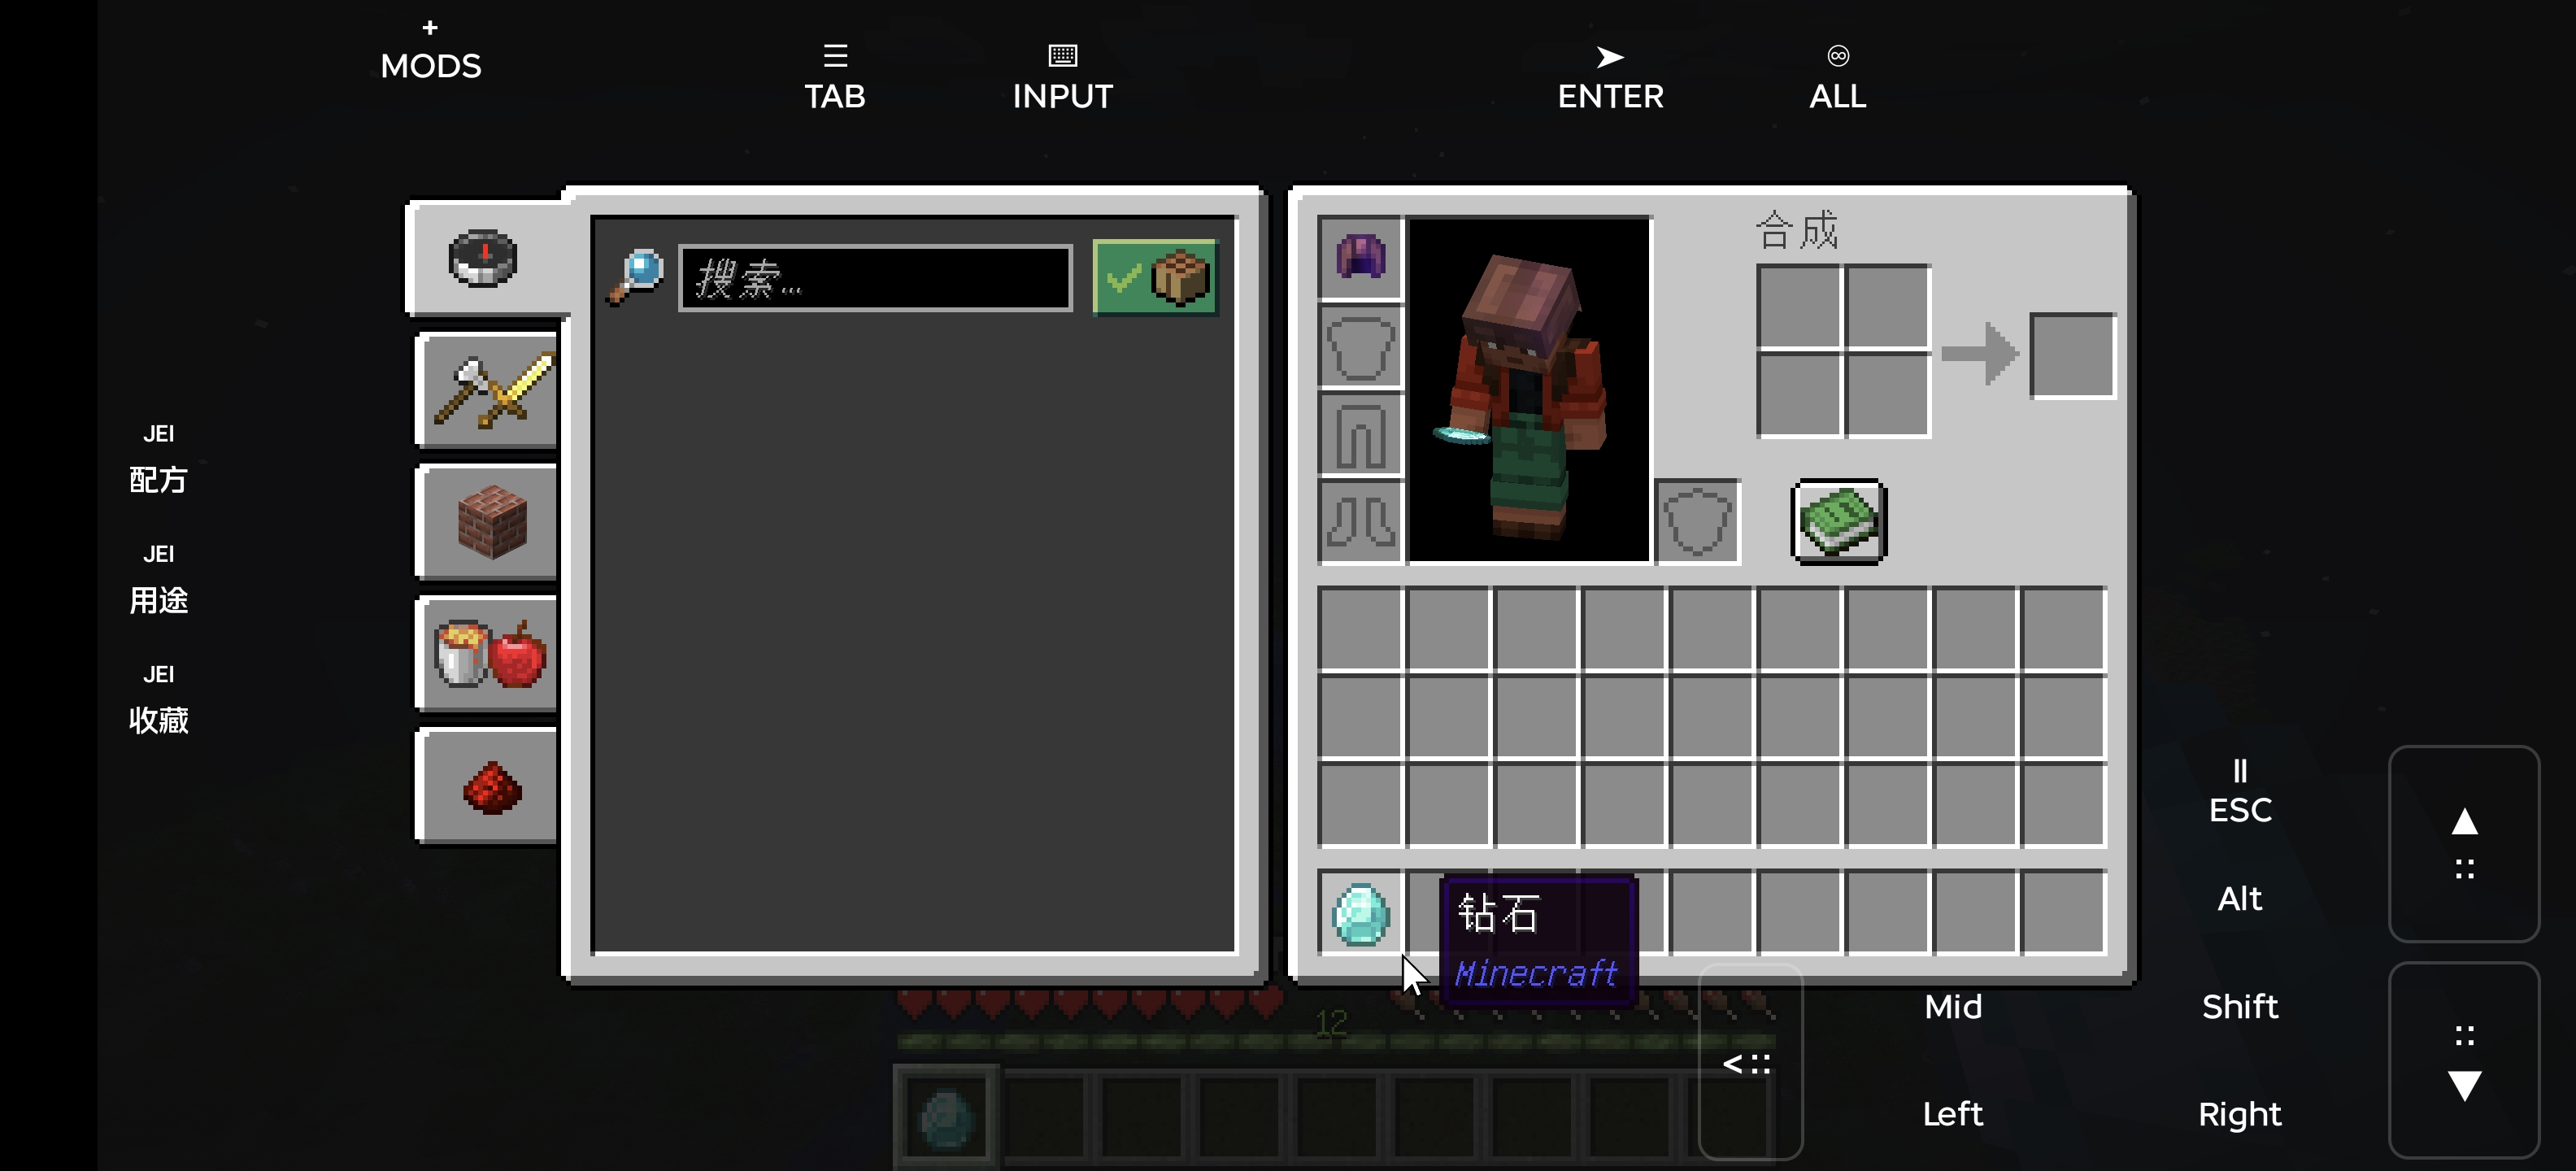 MODS
TAB
INPUT
ENTER
ALL
合成
搜索...
JEI
配方
JEI
用途
JEI
收藏
钻石
Minecraft
12
ESC
Alt
Mid
Shift
Left
Right